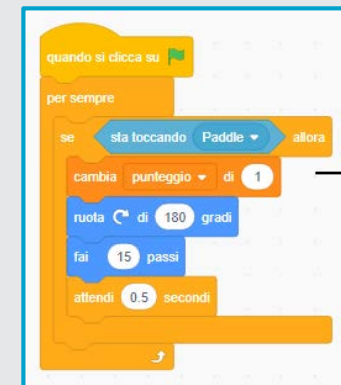 quando si clicca su
per sempre
se sta toccando Paddle allora
cambia punteggio di 1
ruota di 180 gradi
fai 15 passi
attendi 0.5 secondi